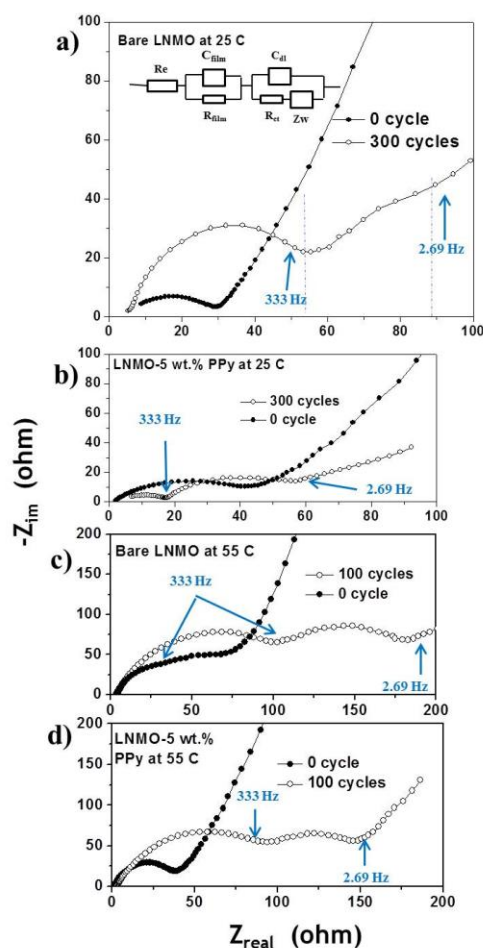 a)
Bare LNMO at 25 C
Re
Cfilm
Rfilm
Cdl
Rct
Zw
0 cycle
300 cycles
333 Hz
2.69 Hz
100
80
60
40
20
0
0 20 40 60 80 100
b)
LNMO-5 wt.% PPy at 25 C
300 cycles
0 cycle
333 Hz
2.69 Hz
100
80
60
40
20
0
0 20 40 60 80 100
-Zim (ohm)
c)
Bare LNMO at 55 C
333 Hz
100 cycles
0 cycle
2.69 Hz
200
150
100
50
0
0 50 100 150 200
d)
LNMO-5 wt.%
PPy at 55 C
0 cycle
100 cycles
333 Hz
2.69 Hz
200
150
100
50
0
0 50 100 150 200
Zreal (ohm)